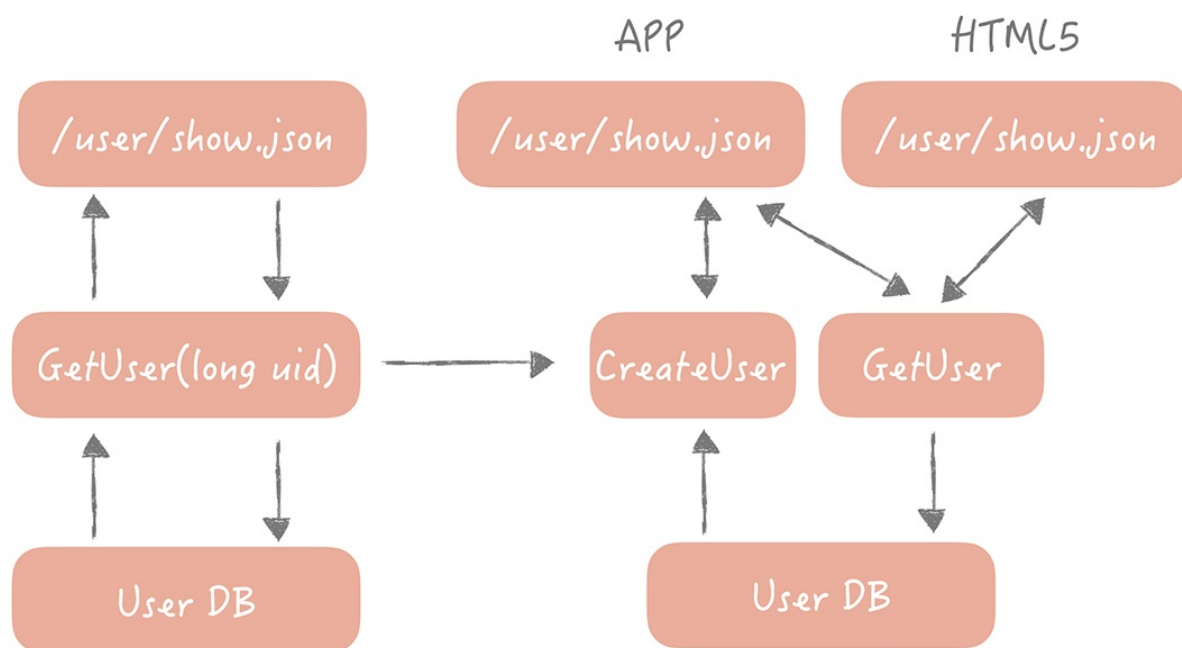 APP
HTML5
/user/show.json
/user/show.json
/user/show.json
GetUser(long uid)
CreateUser
GetUser
User DB
User DB